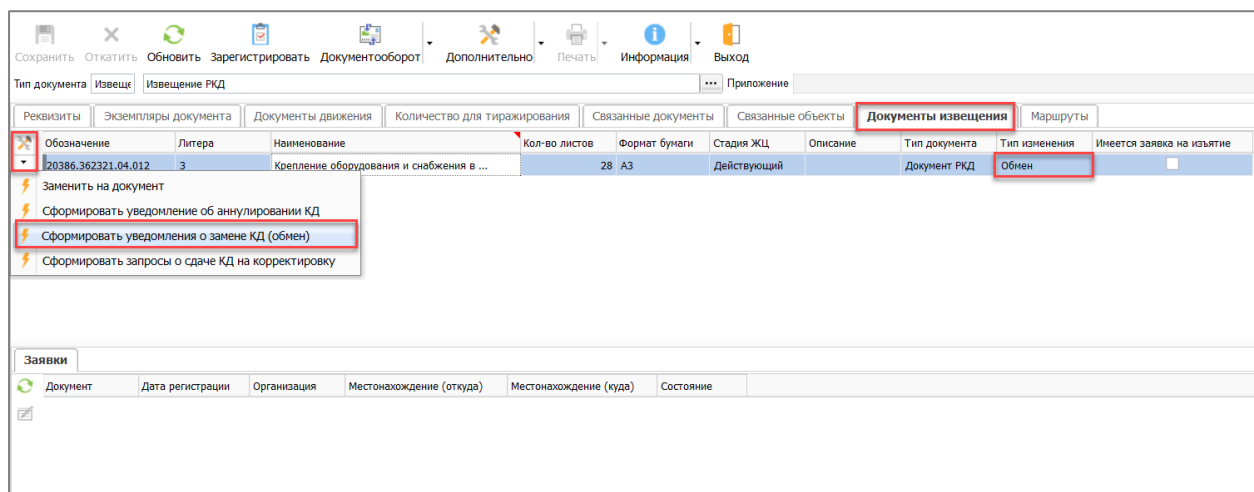 Сохранить Откатить Обновить Зарегистрировать Документооборот Дополнительно Печать Информация Выход
Тип документа Извеще Извещение РКД ... Приложение
Реквизиты Экземпляры документа Документы движения Количество для тиражирования Связанные документы Связанные объекты Документы извещения Маршруты
Обозначение Литера Наименование Кол-во листов Формат бумаги Стадия ЖЦ Описание Тип документа Тип изменения Имеется заявка на изъятие
20386.362321.04.012 3 Крепление оборудования и снабжения в ... 28 А3 Действующий Документ РКД Обмен
Заменить на документ
Сформировать уведомление об аннулировании КД
Сформировать уведомления о замене КД (обмен)
Сформировать запросы о сдаче КД на корректировку
Заявки
Документ Дата регистрации Организация Местонахождение (откуда) Местонахождение (куда) Состояние